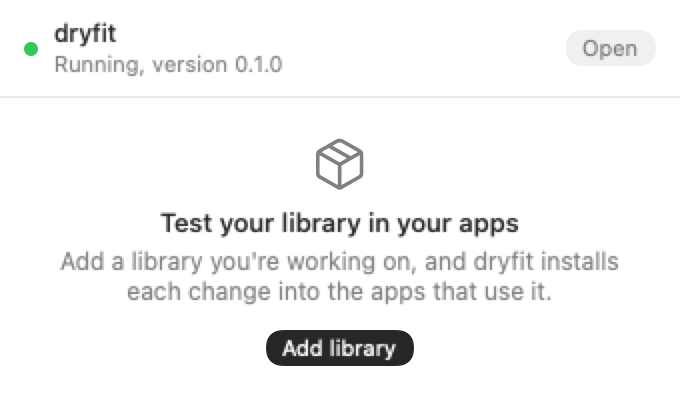 dryfit
Running, version 0.1.0
Open
Test your library in your apps
Add a library you're working on, and dryfit installs
each change into the apps that use it.
Add library